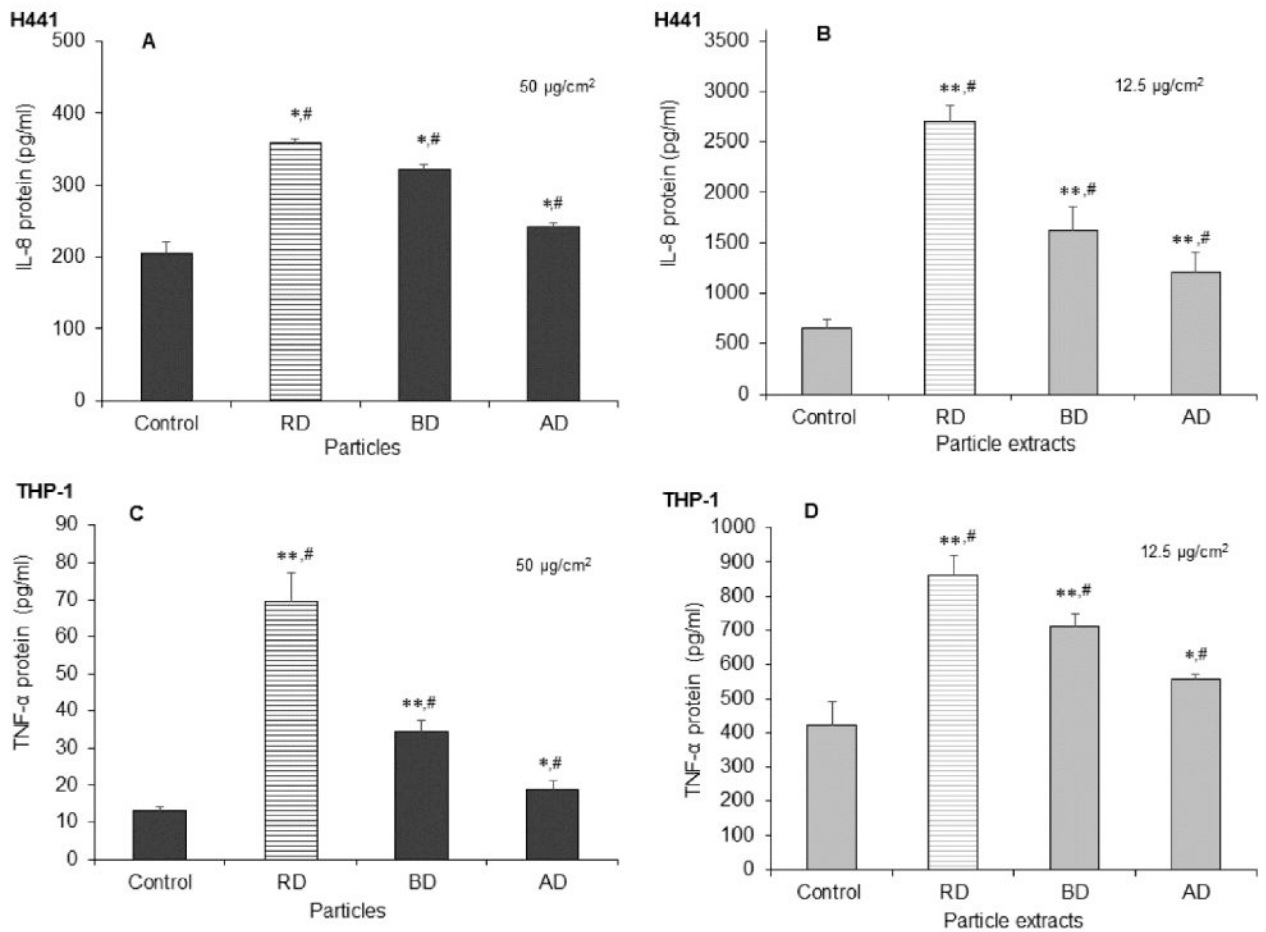 H441
A
50 µg/cm²
IL-8 protein (pg/ml)
500
400
300
200
100
0
*,#
*,#
*,#
Control RD BD AD
Particles
H441
B
12.5 µg/cm²
IL-8 protein (pg/ml)
3500
3000
2500
2000
1500
1000
500
0
**,#
**,#
**,#
Control RD BD AD
Particle extracts
THP-1
C
50 µg/cm²
TNF-α protein (pg/ml)
90
80
70
60
50
40
30
20
10
0
**,#
**,#
*,#
Control RD BD AD
Particles
THP-1
D
12.5 µg/cm²
TNF-α protein (pg/ml)
1000
900
800
700
600
500
400
300
200
100
0
**,#
**,#
*,#
Control RD BD AD
Particle extracts